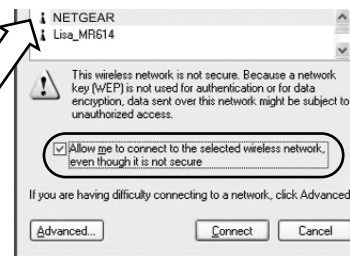 NETGEAR
Lisa_MR614
This wireless network is not secure. Because a network
key (WEP) is not used for authentication or for data
encryption, data sent over this network might be subject to
unauthorized access.
Allow me to connect to the selected wireless network,
even though it is not secure
If you are having difficulty connecting to a network, click Advanced
Advanced... Connect Cancel